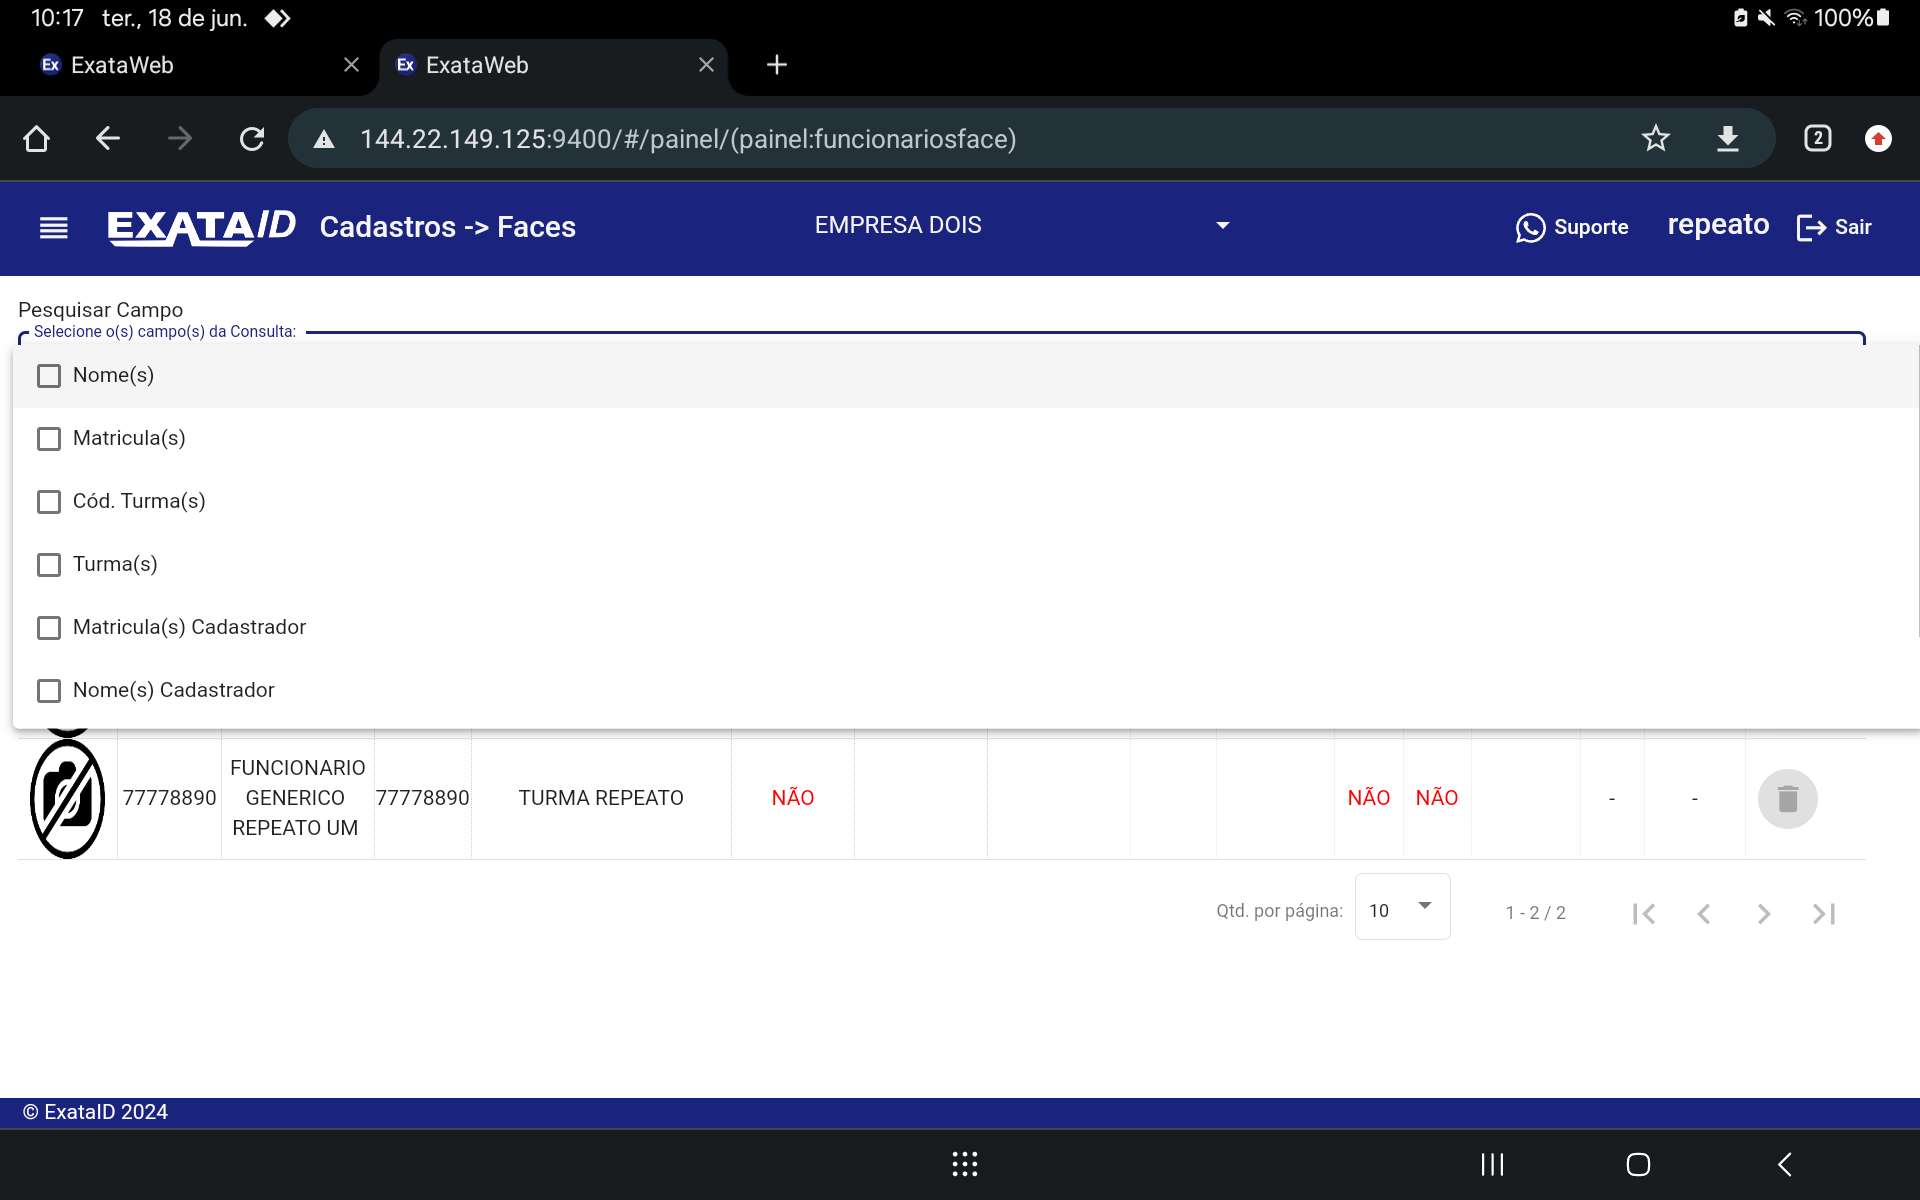 10:17 ter., 18 de jun. 100%
Ex ExataWeb Ex ExataWeb
144.22.149.125:9400/#/painel/(painel:funcionariosface) 2
EXATA/ID Cadastros -> Faces EMPRESA DOIS Suporte repeato Sair
Pesquisar Campo
Selecione o(s) campo(s) da Consulta:
Nome(s)
Matricula(s)
Cód. Turma(s)
Turma(s)
Matricula(s) Cadastrador
Nome(s) Cadastrador
77778890 FUNCIONARIO GENERICO REPEATO UM 77778890 TURMA REPEATO NÃO NÃO NÃO - -
Qtd. por página: 10 1 - 2 / 2
© ExataID 2024